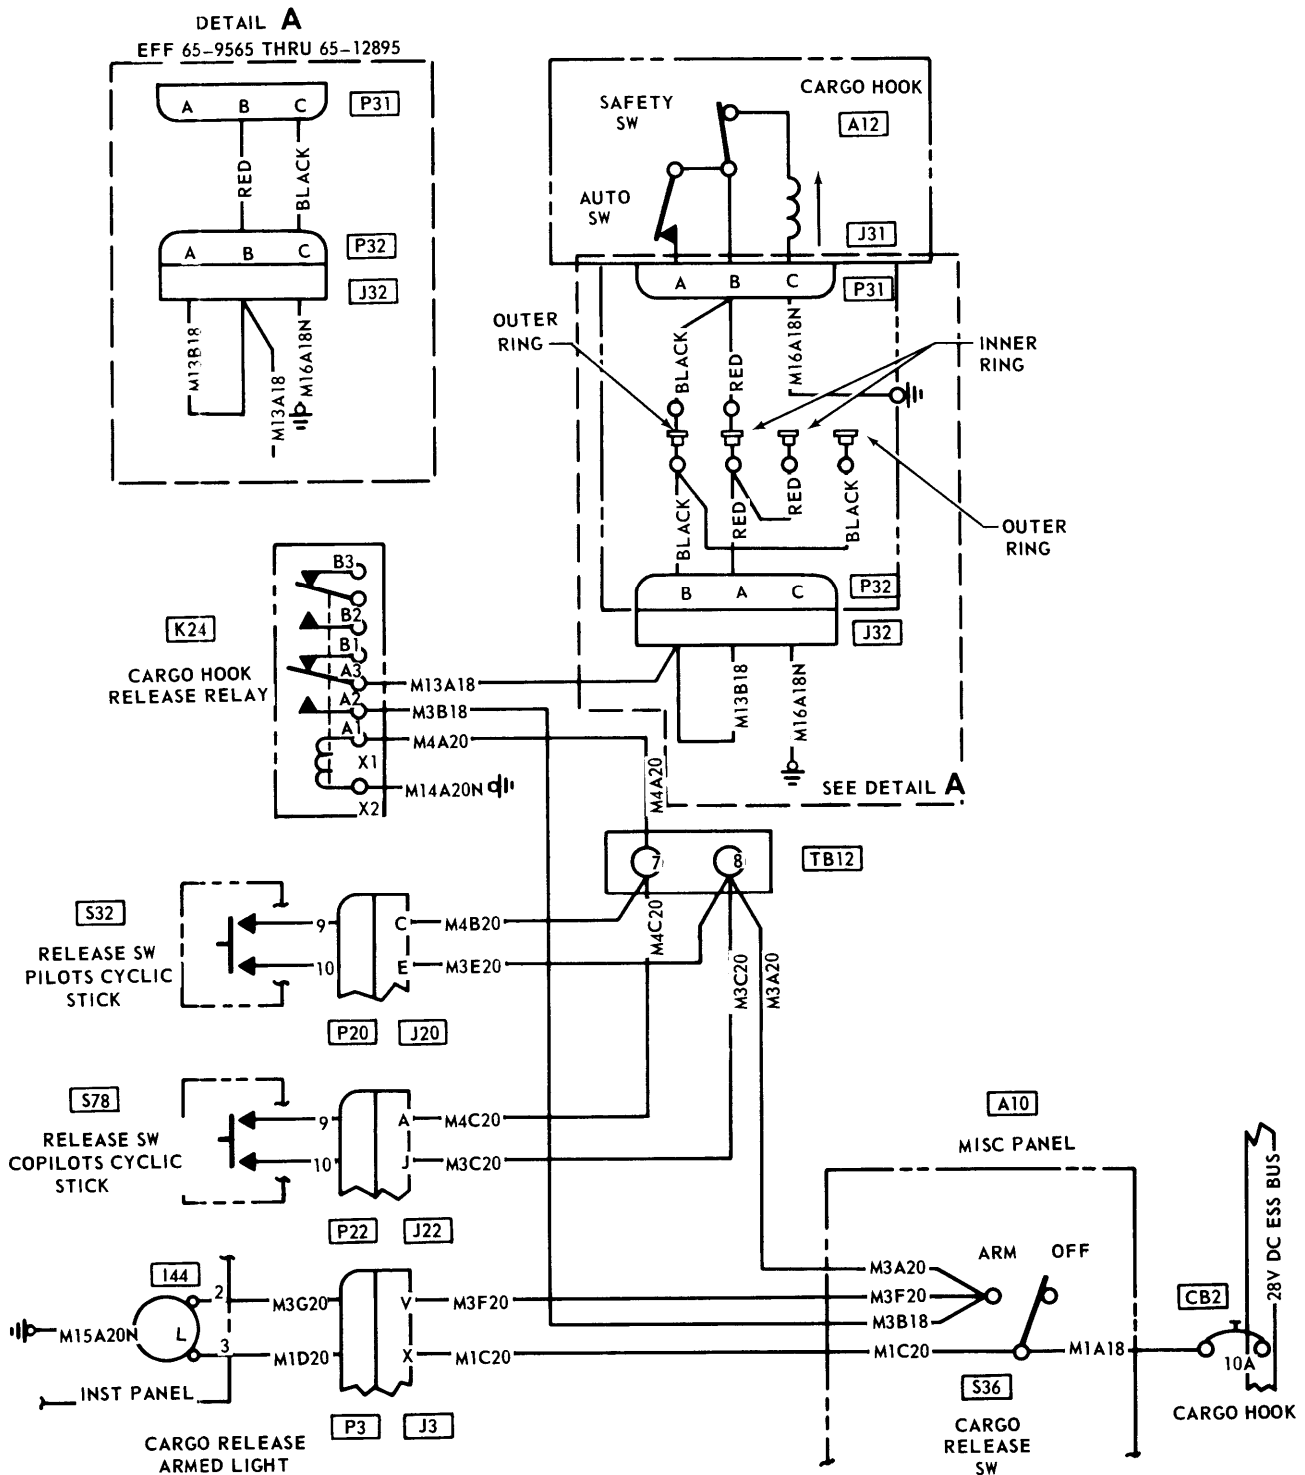 DETAIL A
EFF 65-9565 THRU 65-12895
A B C
P31
RED
BLACK
A B C
P32
J32
M13B18
M13A18
M16A18N
CARGO HOOK
A12
SAFETY
SW
AUTO
SW
J31
A B C
P31
OUTER
RING
INNER
RING
BLACK
RED
M16A18N
BLACK
RED
RED
BLACK
OUTER
RING
B A C
P32
J32
M13B18
M16A18N
SEE DETAIL A
K24
CARGO HOOK
RELEASE RELAY
B3
B2
B1
A3
A2
A1
X1
X2
M13A18
M3B18
M4A20
M14A20N
M4A20
7 8
TB12
M4C20
M3C20
M3A20
S32
RELEASE SW
PILOTS CYCLIC
STICK
9
10
C
E
M4B20
M3E20
P20
J20
S78
RELEASE SW
COPILOTS CYCLIC
STICK
9
10
A
J
M4C20
M3C20
P22
J22
A10
MISC PANEL
ARM OFF
M3A20
M3F20
M3B18
M1C20
M1A18
S36
CARGO
RELEASE
SW
28V DC ESS BUS
CB2
10A
CARGO HOOK
I44
2
3
L
M15A20N
M3G20
M1D20
V
X
M3F20
M1C20
INST PANEL
P3
J3
CARGO RELEASE
ARMED LIGHT